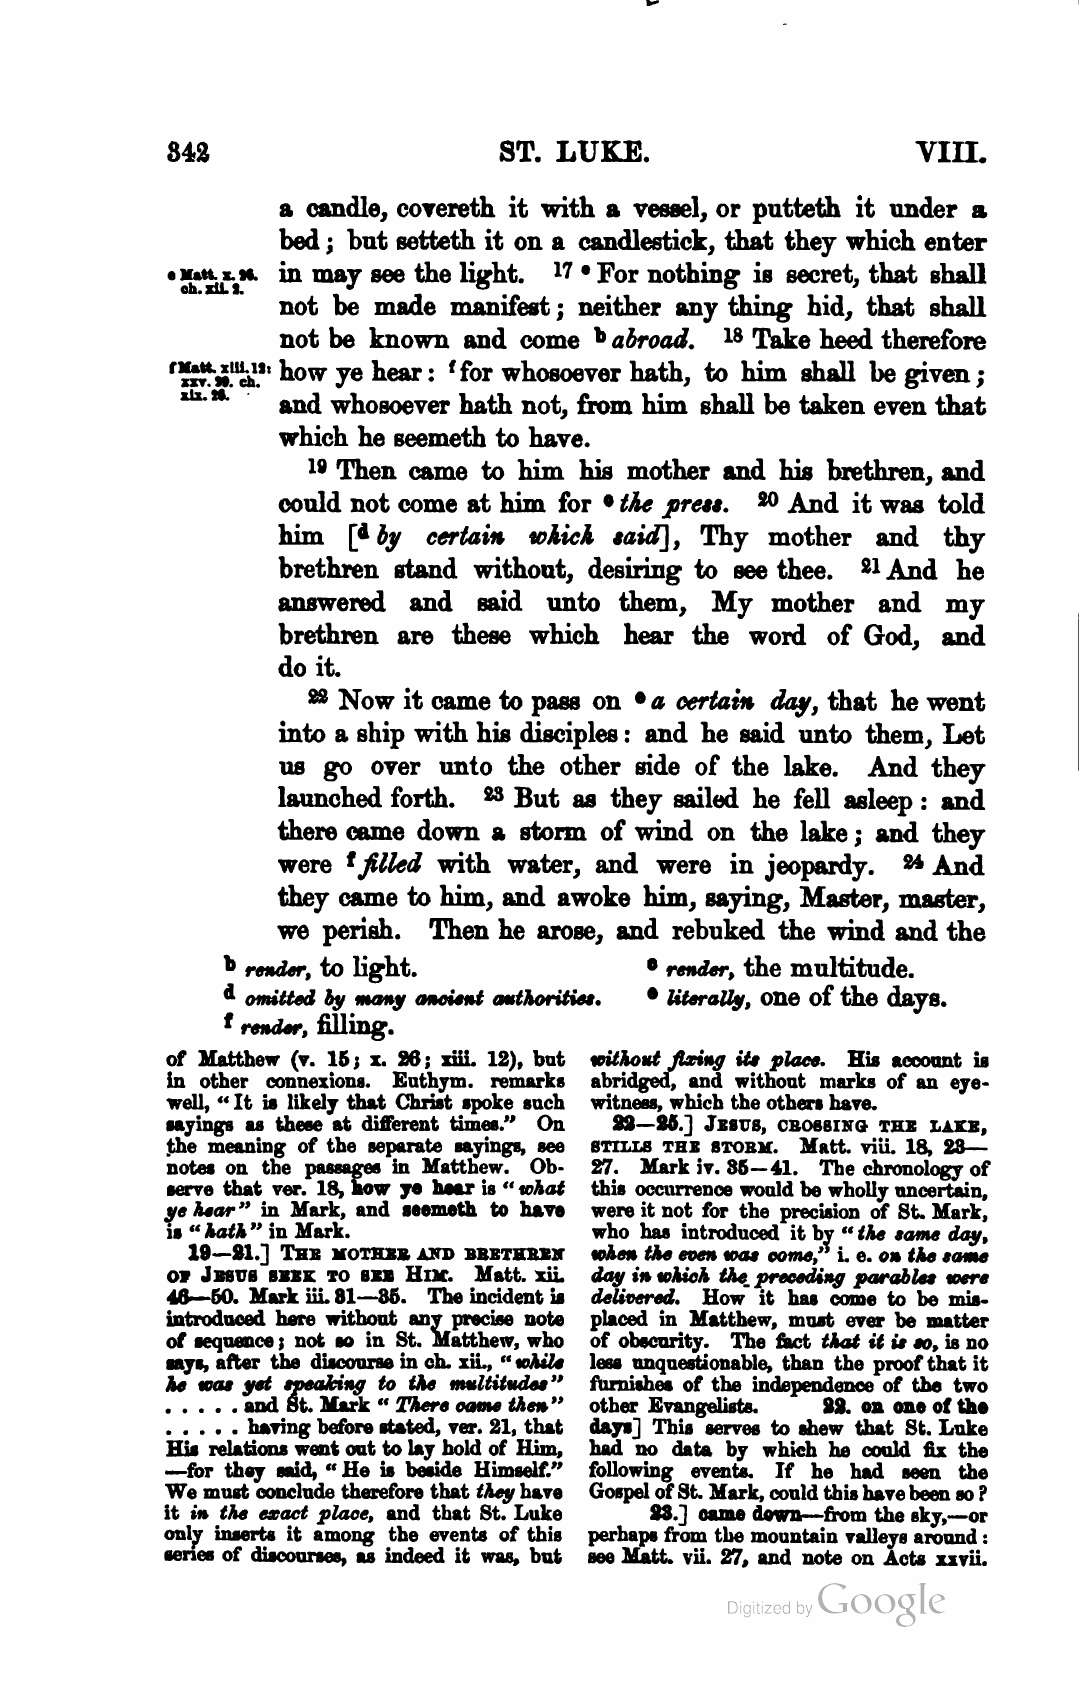 342 ST. LUKE. VIII.
a candle, covereth it with a vessel, or putteth it under a
bed; but setteth it on a candlestick, that they which enter
e Matt. x. 26.
ch. xii. 2.
in may see the light. 17 e For nothing is secret, that shall
not be made manifest; neither any thing hid, that shall
not be known and come b abroad. 18 Take heed therefore
f Matt. xiii. 12:
xxv. 29. ch.
xix. 26.
how ye hear: f for whosoever hath, to him shall be given;
and whosoever hath not, from him shall be taken even that
which he seemeth to have.
19 Then came to him his mother and his brethren, and
could not come at him for c the press. 20 And it was told
him [d by certain which said], Thy mother and thy
brethren stand without, desiring to see thee. 21 And he
answered and said unto them, My mother and my
brethren are these which hear the word of God, and
do it.
22 Now it came to pass on e a certain day, that he went
into a ship with his disciples: and he said unto them, Let
us go over unto the other side of the lake. And they
launched forth. 23 But as they sailed he fell asleep: and
there came down a storm of wind on the lake; and they
were f filled with water, and were in jeopardy. 24 And
they came to him, and awoke him, saying, Master, master,
we perish. Then he arose, and rebuked the wind and the
b render, to light.
c render, the multitude.
d omitted by many ancient authorities.
e literally, one of the days.
f render, filling.
of Matthew (v. 15; x. 26; xiii. 12), but
in other connexions. Euthym. remarks
well, "It is likely that Christ spoke such
sayings as these at different times." On
the meaning of the separate sayings, see
notes on the passages in Matthew. Ob-
serve that ver. 18, how ye hear is "what
ye hear" in Mark, and seemeth to have
is "hath" in Mark.
19—21.] THE MOTHER AND BRETHREN
OF JESUS SEEK TO SEE HIM. Matt. xii.
46—50. Mark iii. 31—35. The incident is
introduced here without any precise note
of sequence; not so in St. Matthew, who
says, after the discourse in ch. xii., "while
he was yet speaking to the multitudes"
. . . . . and St. Mark "There came then"
. . . . . having before stated, ver. 21, that
His relations went out to lay hold of Him,
—for they said, "He is beside Himself."
We must conclude therefore that they have
it in the exact place, and that St. Luke
only inserts it among the events of this
series of discourses, as indeed it was, but
without fixing its place. His account is
abridged, and without marks of an eye-
witness, which the others have.
22—25.] JESUS, CROSSING THE LAKE,
STILLS THE STORM. Matt. viii. 18, 23—
27. Mark iv. 35—41. The chronology of
this occurrence would be wholly uncertain,
were it not for the precision of St. Mark,
who has introduced it by "the same day,
when the even was come," i. e. on the same
day in which the preceding parables were
delivered. How it has come to be mis-
placed in Matthew, must ever be matter
of obscurity. The fact that it is so, is no
less unquestionable, than the proof that it
furnishes of the independence of the two
other Evangelists. 22. on one of the
days] This serves to shew that St. Luke
had no data by which he could fix the
following events. If he had seen the
Gospel of St. Mark, could this have been so?
23.] came down—from the sky,—or
perhaps from the mountain valleys around:
see Matt. vii. 27, and note on Acts xxvii.
Digitized by Google